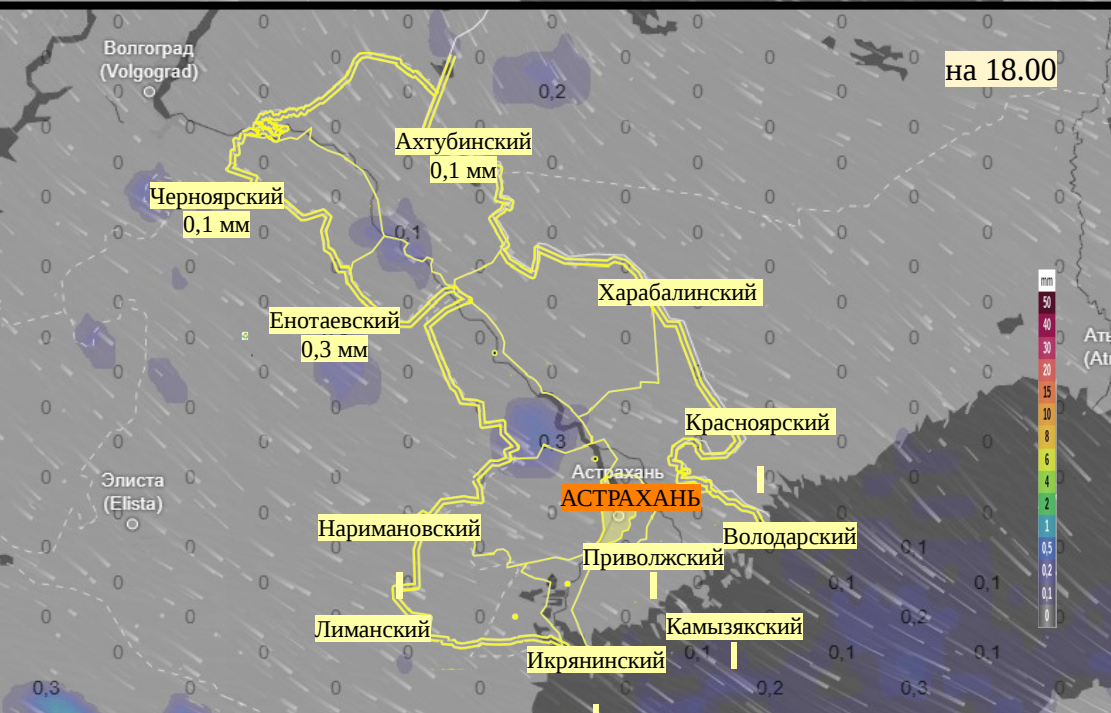 Волгоград
(Volgograd)
на 18.00
0,2
Ахтубинский
0,1 мм
Черноярский
0,1 мм
0,1
Харабалинский
Енотаевский
0,3 мм
mm
50
40
30
20
15
10
8
6
4
2
1
0,5
0,2
0,1
0
Аты
(Atı
Красноярский
0,3
Астрахань
Элиста
(Elista)
АСТРАХАНЬ
Нариманoвский
Володарский
Приволжский
0,1
0,1
0,1
Лиманский
Камызякский
0,2
Икрянинский
0,1
0,1
0,1
0,3
0,2
0,3